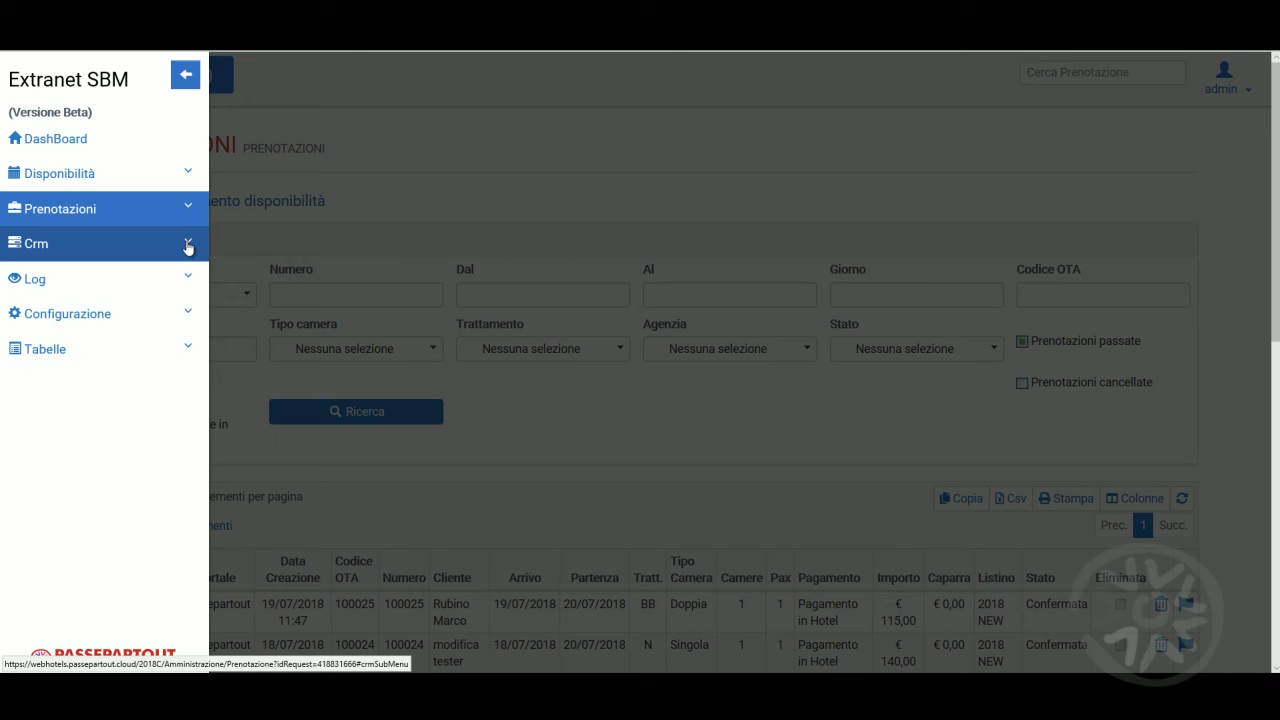 Extranet SBM
(Versione Beta)
DashBoard
Disponibilità
Prenotazioni
Crm
Log
Configurazione
Tabelle
PASSEPARTOUT
https://webhotels.passepartout.cloud/2018C/Amministrazione/Prenotazione?idRequest=418831666#crmSubMenu
Cerca Prenotazione
admin
ONI PRENOTAZIONI
ento disponibilità
Numero Dal Al Giorno Codice OTA
Tipo camera Trattamento Agenzia Stato
Nessuna selezione Nessuna selezione Nessuna selezione Nessuna selezione
Prenotazioni passate
Prenotazioni cancellate
Ricerca
e in
ementi per pagina
Copia Csv Stampa Colonne
enti
Prec. 1 Succ.
ortale Data Creazione Codice OTA Numero Cliente Arrivo Partenza Tratt. Tipo Camera Camere Pax Pagamento Importo Caparra Listino Stato Eliminata
epartout 19/07/2018 11:47 100025 100025 Rubino Marco 19/07/2018 20/07/2018 BB Doppia 1 1 Pagamento in Hotel € 115,00 € 0,00 2018 NEW Confermata
epartout 18/07/2018 100024 100024 modifica tester 18/07/2018 20/07/2018 N Singola 1 1 Pagamento in Hotel € 140,00 € 0,00 2018 NEW Confermata